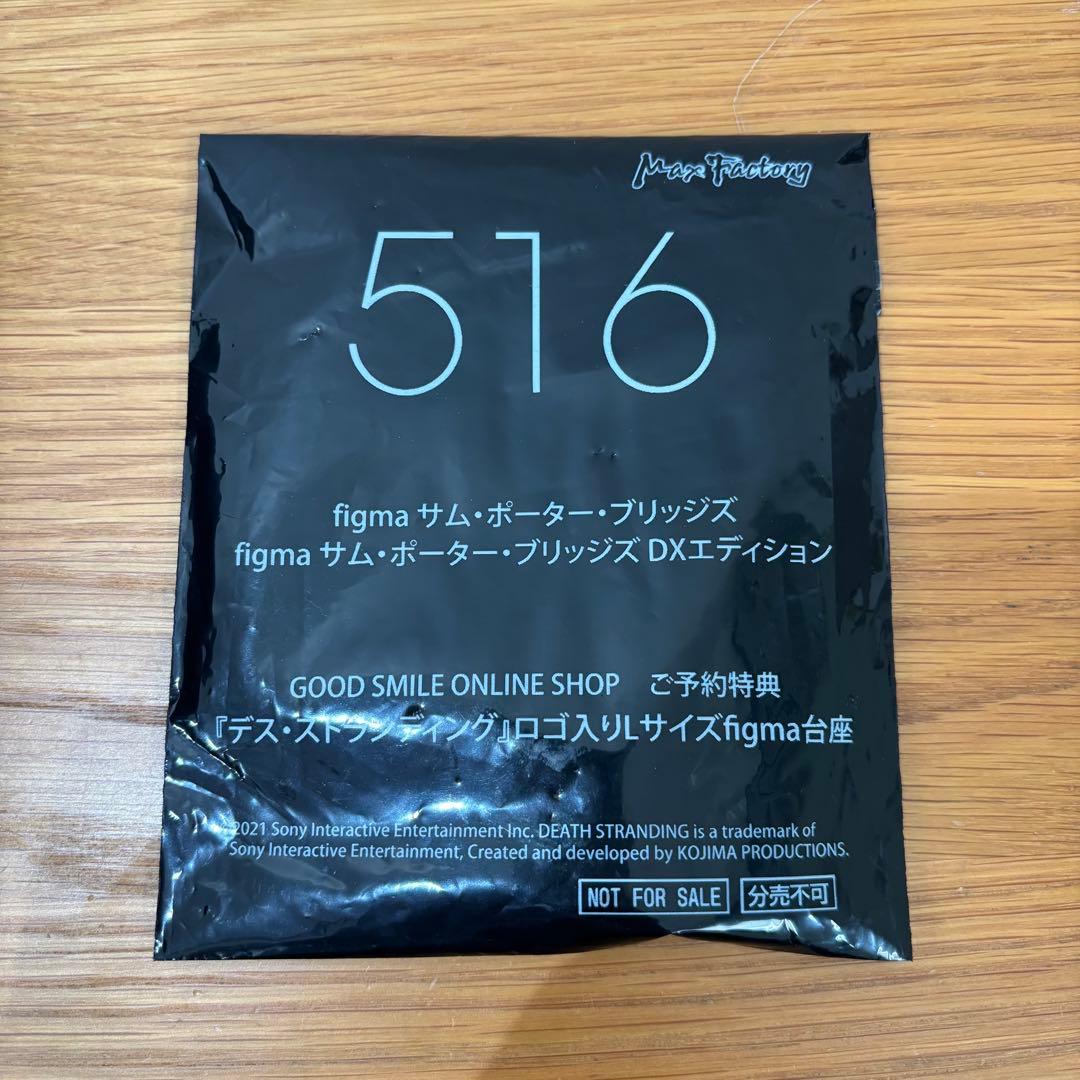 Max Factory
516
figma サム・ポーター・ブリッジズ
figma サム・ポーター・ブリッジズ DXエディション
GOOD SMILE ONLINE SHOP ご予約特典
『デス・ストランディング』ロゴ入りLサイズfigma台座
2021 Sony Interactive Entertainment Inc. DEATH STRANDING is a trademark of
Sony Interactive Entertainment, Created and developed by KOJIMA PRODUCTIONS.
NOT FOR SALE 分売不可